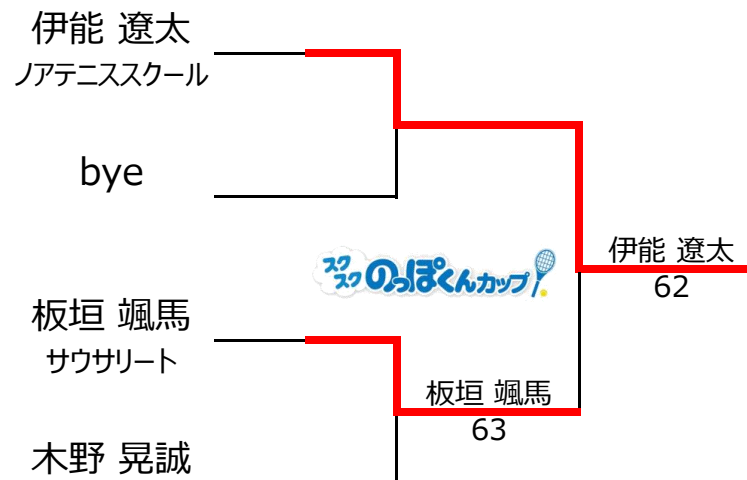 伊能 遼太
ノアテニススクール
bye
伊能 遼太
62
スクスクのっぽくんカップ
板垣 颯馬
サウサリート
板垣 颯馬
63
木野 晃誠